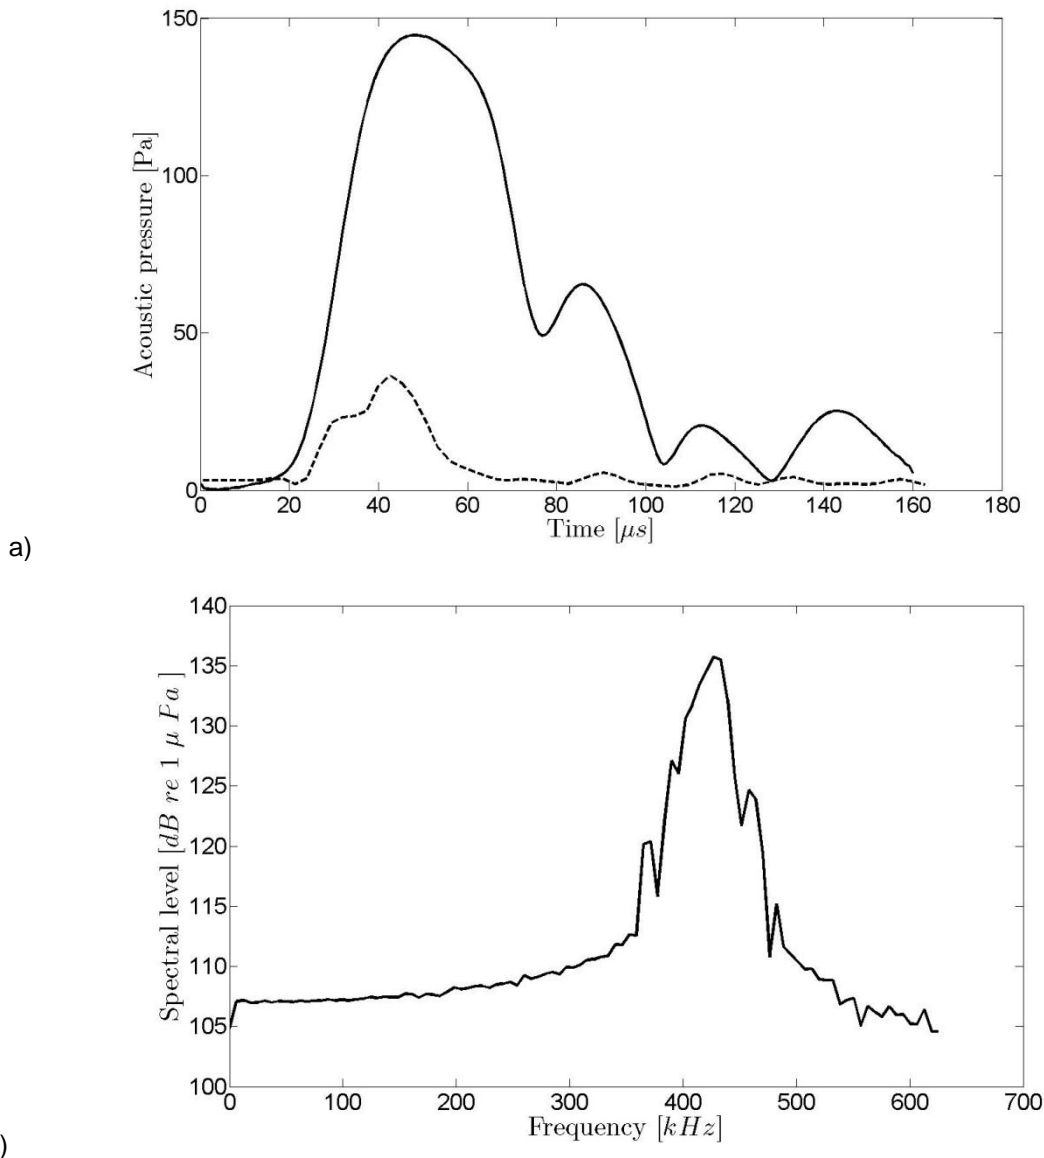 150
100
50
0
Acoustic pressure [Pa]
0 20 40 60 80 100 120 140 160 180
Time [μs]
a)
140
135
130
125
120
115
110
105
100
Spectral level [dB re 1 μ Pa ]
0 100 200 300 400 500 600 700
Frequency [kHz]
)